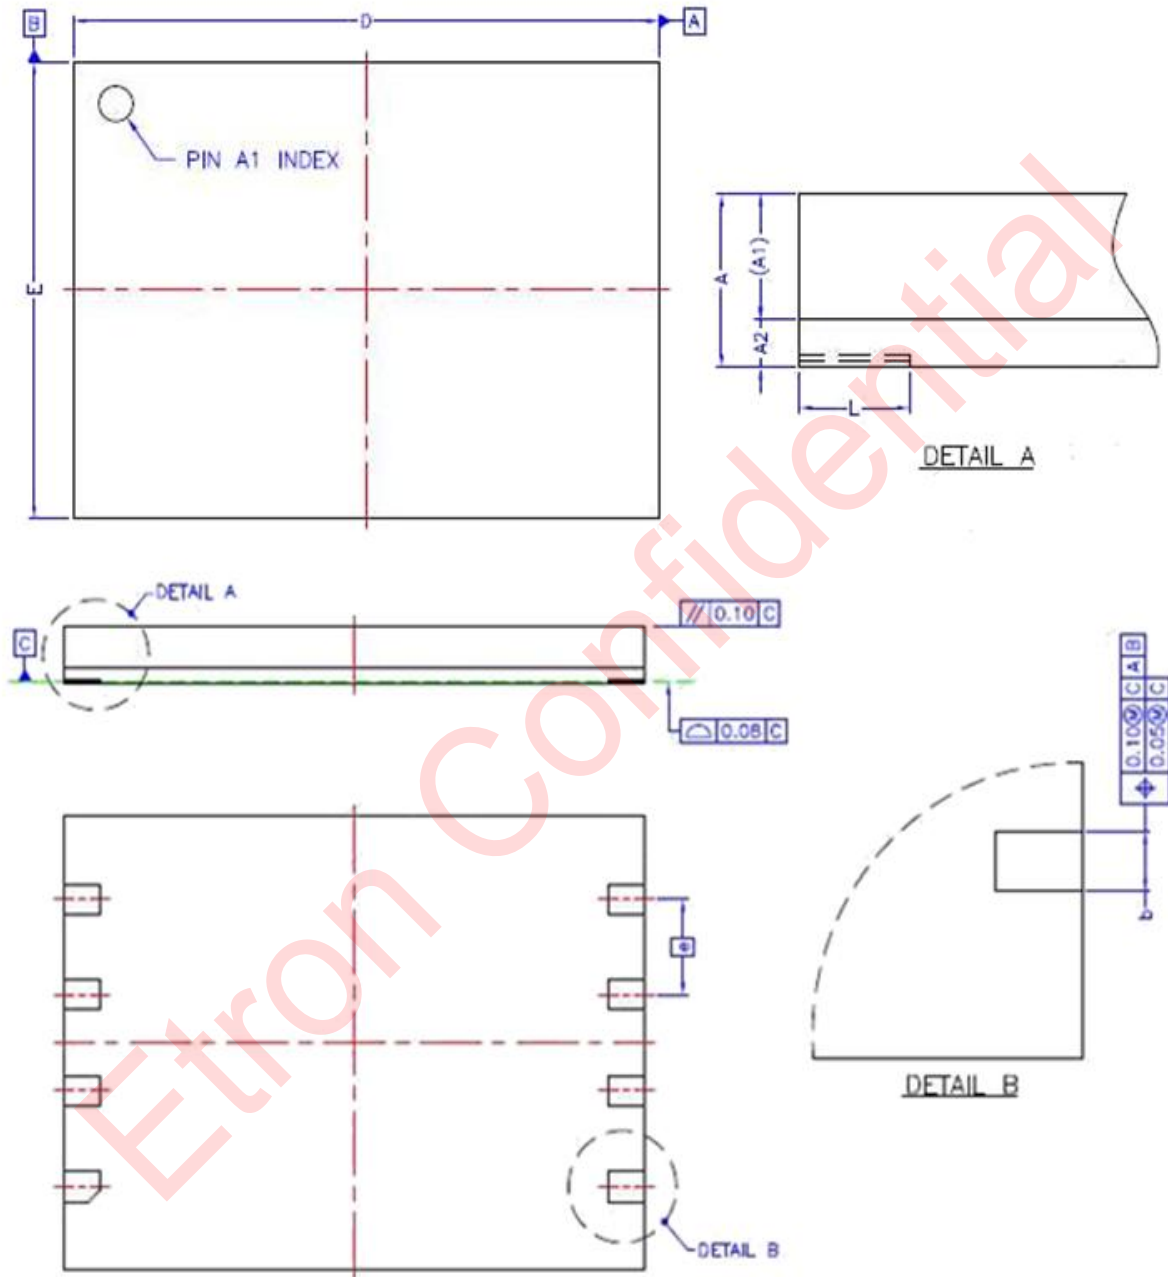 B
D
A
PIN A1 INDEX
E
A
(A1)
A2
L
DETAIL A
DETAIL A
// 0.10 C
C
0.08 C
e
0.10 Ⓜ C A B
0.05 Ⓜ C
b
DETAIL B
DETAIL B
Etron Confidential